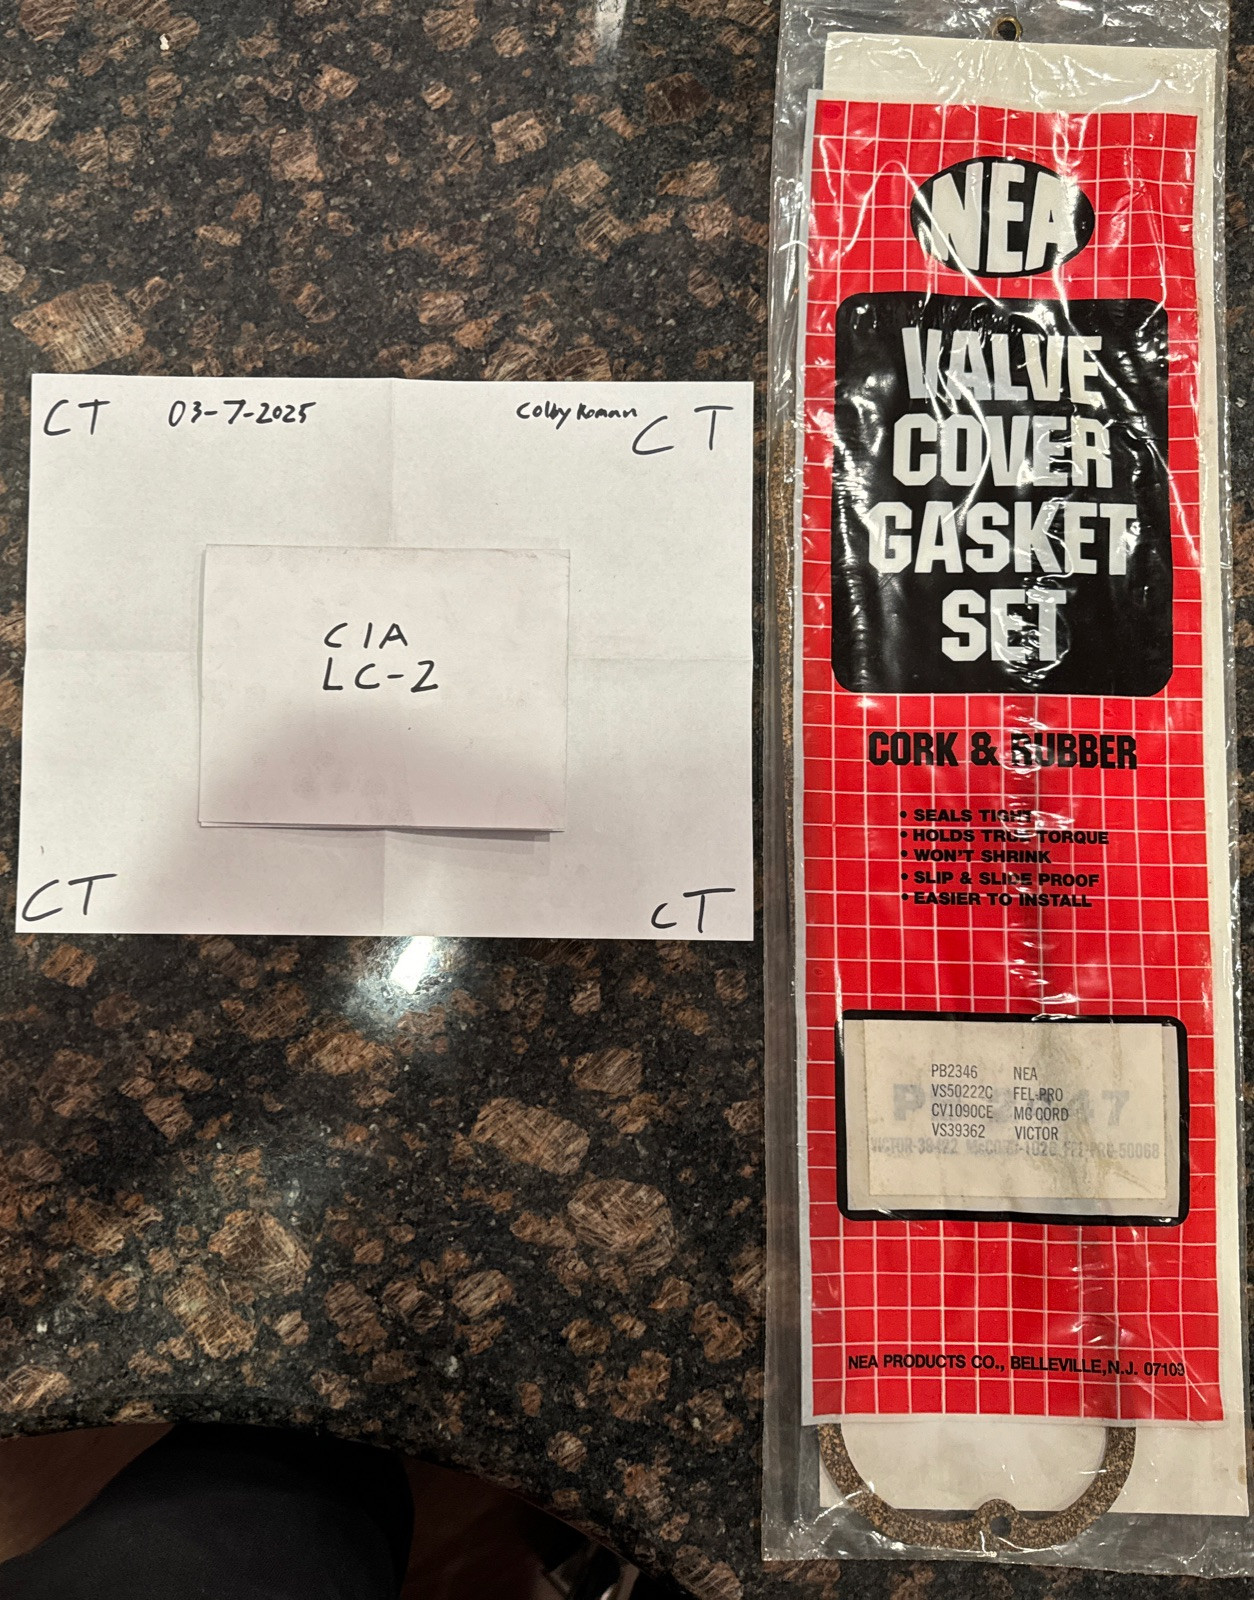 CT 03-7-2025 Colby Roman CT
C1A
LC-2
CT CT
NEA
VALVE
COVER
GASKET
SET
CORK & RUBBER
• SEALS TIGHT
• HOLDS TRUE TORQUE
• WON'T SHRINK
• SLIP & SLIDE PROOF
• EASIER TO INSTALL
PB2346 NEA
VS50222C FEL-PRO
CV1090CE MC CORD
VS39362 VICTOR
NEA PRODUCTS CO., BELLEVILLE, N.J. 07109